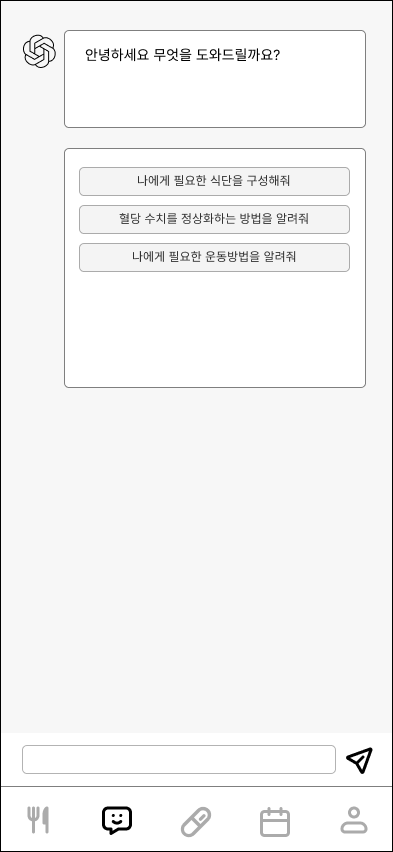 안녕하세요 무엇을 도와드릴까요?
나에게 필요한 식단을 구성해줘
혈당 수치를 정상화하는 방법을 알려줘
나에게 필요한 운동방법을 알려줘